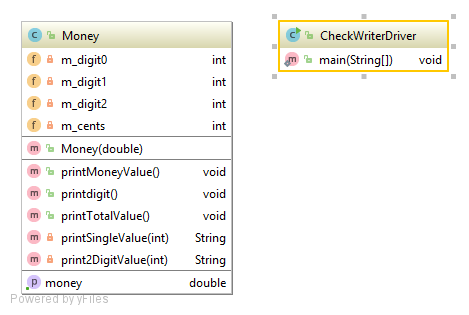 Money
m_digit0 int
m_digit1 int
m_digit2 int
m_cents int
Money(double)
printMoneyValue() void
printdigit() void
printTotalValue() void
printSingleValue(int) String
print2DigitValue(int) String
money double
Powered by yFiles
CheckWriterDriver
main(String[]) void